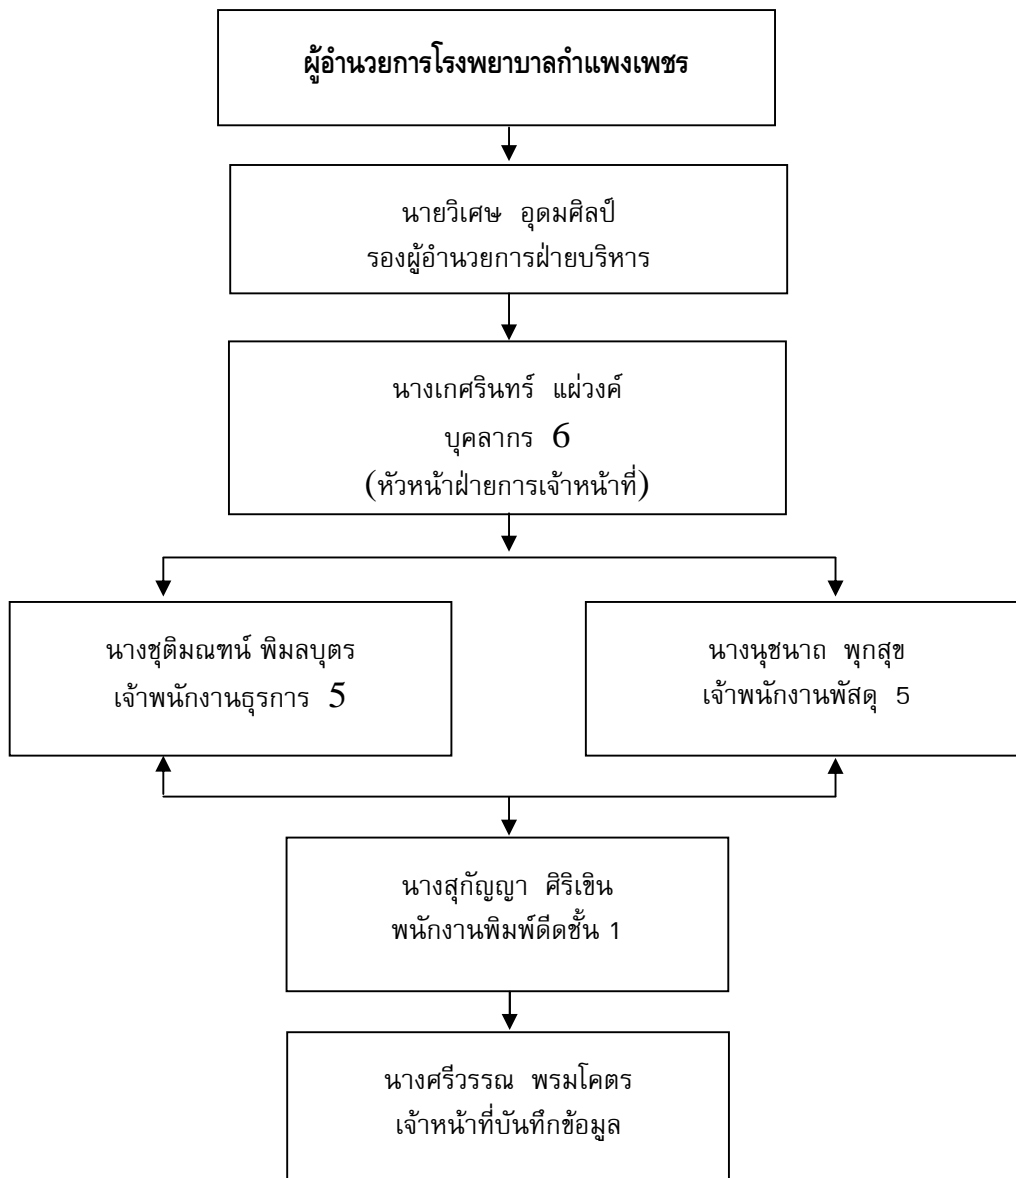 ผู้อำนวยการโรงพยาบาลกำแพงเพชร
นายวิเศษ อุดมศิลป์
รองผู้อำนวยการฝ่ายบริหาร
นางเกศรินทร์ แผ่วงค์
บุคลากร 6
(หัวหน้าฝ่ายการเจ้าหน้าที่)
นางชุติมณฑน์ พิมลบุตร
เจ้าพนักงานธุรการ 5
นางนุชนาถ พุกสุข
เจ้าพนักงานพัสดุ 5
นางสุกัญญา ศิริเขิน
พนักงานพิมพ์ดีดชั้น 1
นางศรีวรรณ พรมโคตร
เจ้าหน้าที่บันทึกข้อมูล